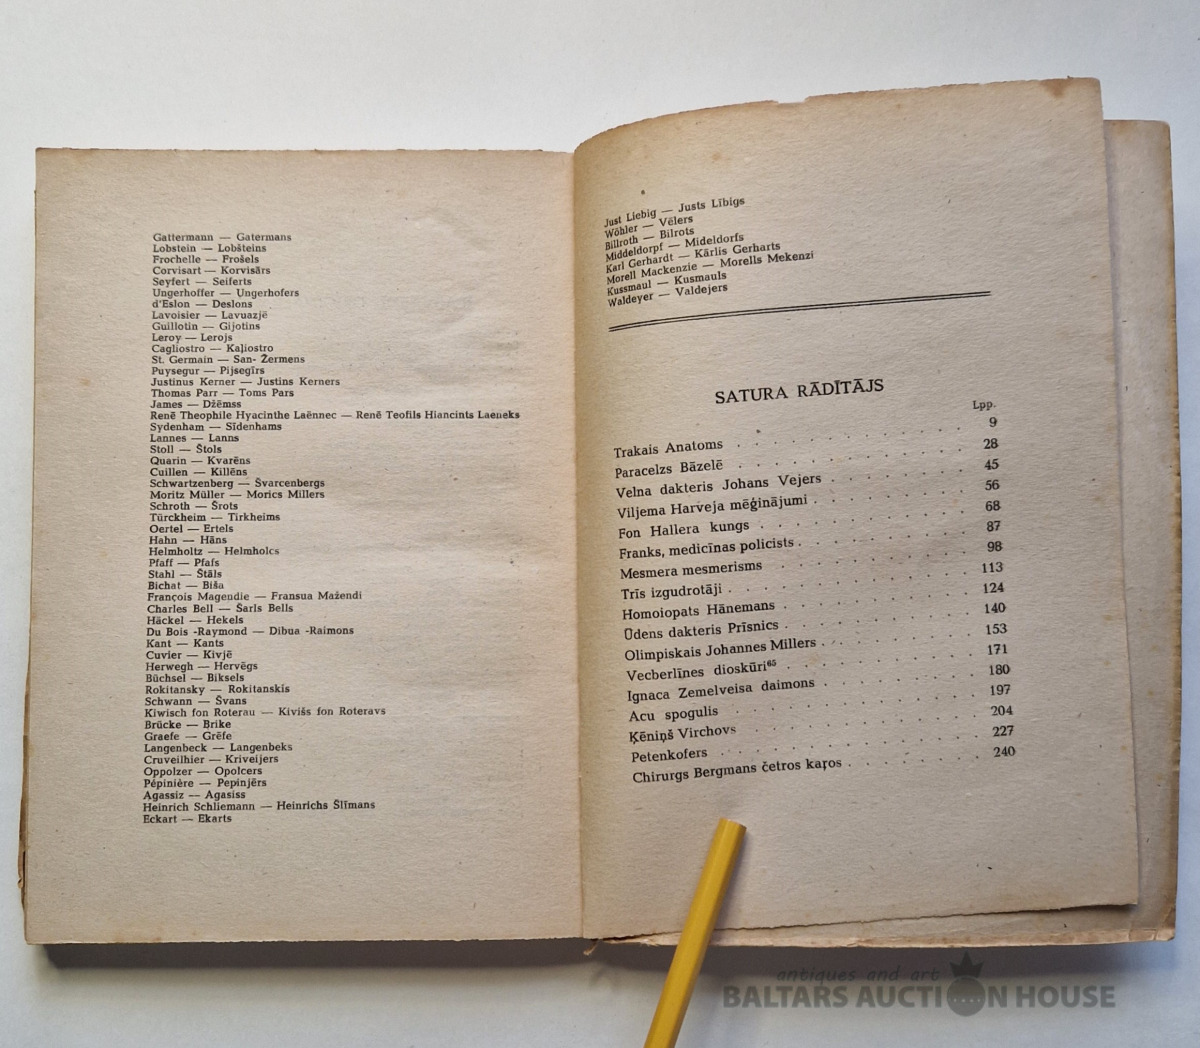 Gattermann — Gatermans
Lobstein — Lobšteins
Frochelle — Frošels
Corvisart — Korvisārs
Seyfert — Seiferts
Ungerhoffer — Ungerhofers
d'Eslon — Deslons
Lavoisier — Lavuazjē
Guillotin — Gijotins
Leroy — Lerojs
Cagliostro — Kaļiostro
St. Germain — San- Žermens
Puysegur — Pijsegīrs
Justinus Kerner — Justins Kerners
Thomas Parr — Toms Pars
James — Džēmss
Renē Theophile Hyacinthe Laënnec — Renē Teofils Hiancints Laeneks
Sydenham — Sīdenhams
Lannes — Lanns
Stoll — Štols
Quarin — Kvarēns
Cuillen — Killēns
Schwartzenberg — Švarcenbergs
Moritz Müller — Morics Millers
Schroth — Šrots
Türckheim — Tirkheims
Oertel — Ertels
Hahn — Hāns
Helmholtz — Helmholcs
Pfaff — Pfafs
Stahl — Štāls
Bichat — Biša
François Magendie — Fransua Maženđi
Charles Bell — Šarls Bells
Häckel — Hekels
Du Bois -Raymond — Dibua -Raimons
Kant — Kants
Cuvier — Kivjē
Herwegh — Hervēgs
Büchsel — Biksels
Rokitansky — Rokitanskis
Schwann — Švans
Kiwisch fon Roterau — Kivišs fon Roteravs
Brücke — Brike
Graefe — Grēfe
Langenbeck — Langenbeks
Cruveilhier — Kriveijers
Oppolzer — Opolcers
Pépinière — Pepinjērs
Agassiz — Agasiss
Heinrich Schliemann — Heinrichs Šlīmans
Eckart — Ekarts
Just Liebig — Justs Lībigs
Wöhler — Vēlers
Billroth — Bilrots
Middeldorpf — Mideldorfs
Karl Gerhardt — Kārlis Gerharts
Morell Mackenzie — Morells Mekenzi
Kussmaul — Kusmauls
Waldeyer — Valdejers
SATURA RĀDĪTĀJS
Lpp.
Trakais Anatoms . . . . . . . . . . 9
Paracelzs Bāzelē . . . . . . . . . . 28
Velna dakteris Johans Vejers . . . . . . . 45
Viljema Harveja mēģinājumi . . . . . . . 56
Fon Hallera kungs . . . . . . . . . 68
Franks, medicīnas policists . . . . . . . . 87
Mesmera mesmerisms . . . . . . . . . 98
Trīs izgudrotāji . . . . . . . . . . 113
Homoiopats Hānemans . . . . . . . . 124
Ūdens dakteris Prīsnics . . . . . . . . 140
Olimpiskais Johannes Millers . . . . . . . 153
Vecberlīnes dioskūri⁶⁵ . . . . . . . . 171
Ignaca Zemelveisa daimons . . . . . . . 180
Acu spogulis . . . . . . . . . . 197
Ķēniņš Virchovs . . . . . . . . . 204
Petenkofers . . . . . . . . . . 227
Chirurgs Bergmans četros kaŗos . . . . . . 240
antiques and art
BALTARS AUCTION HOUSE